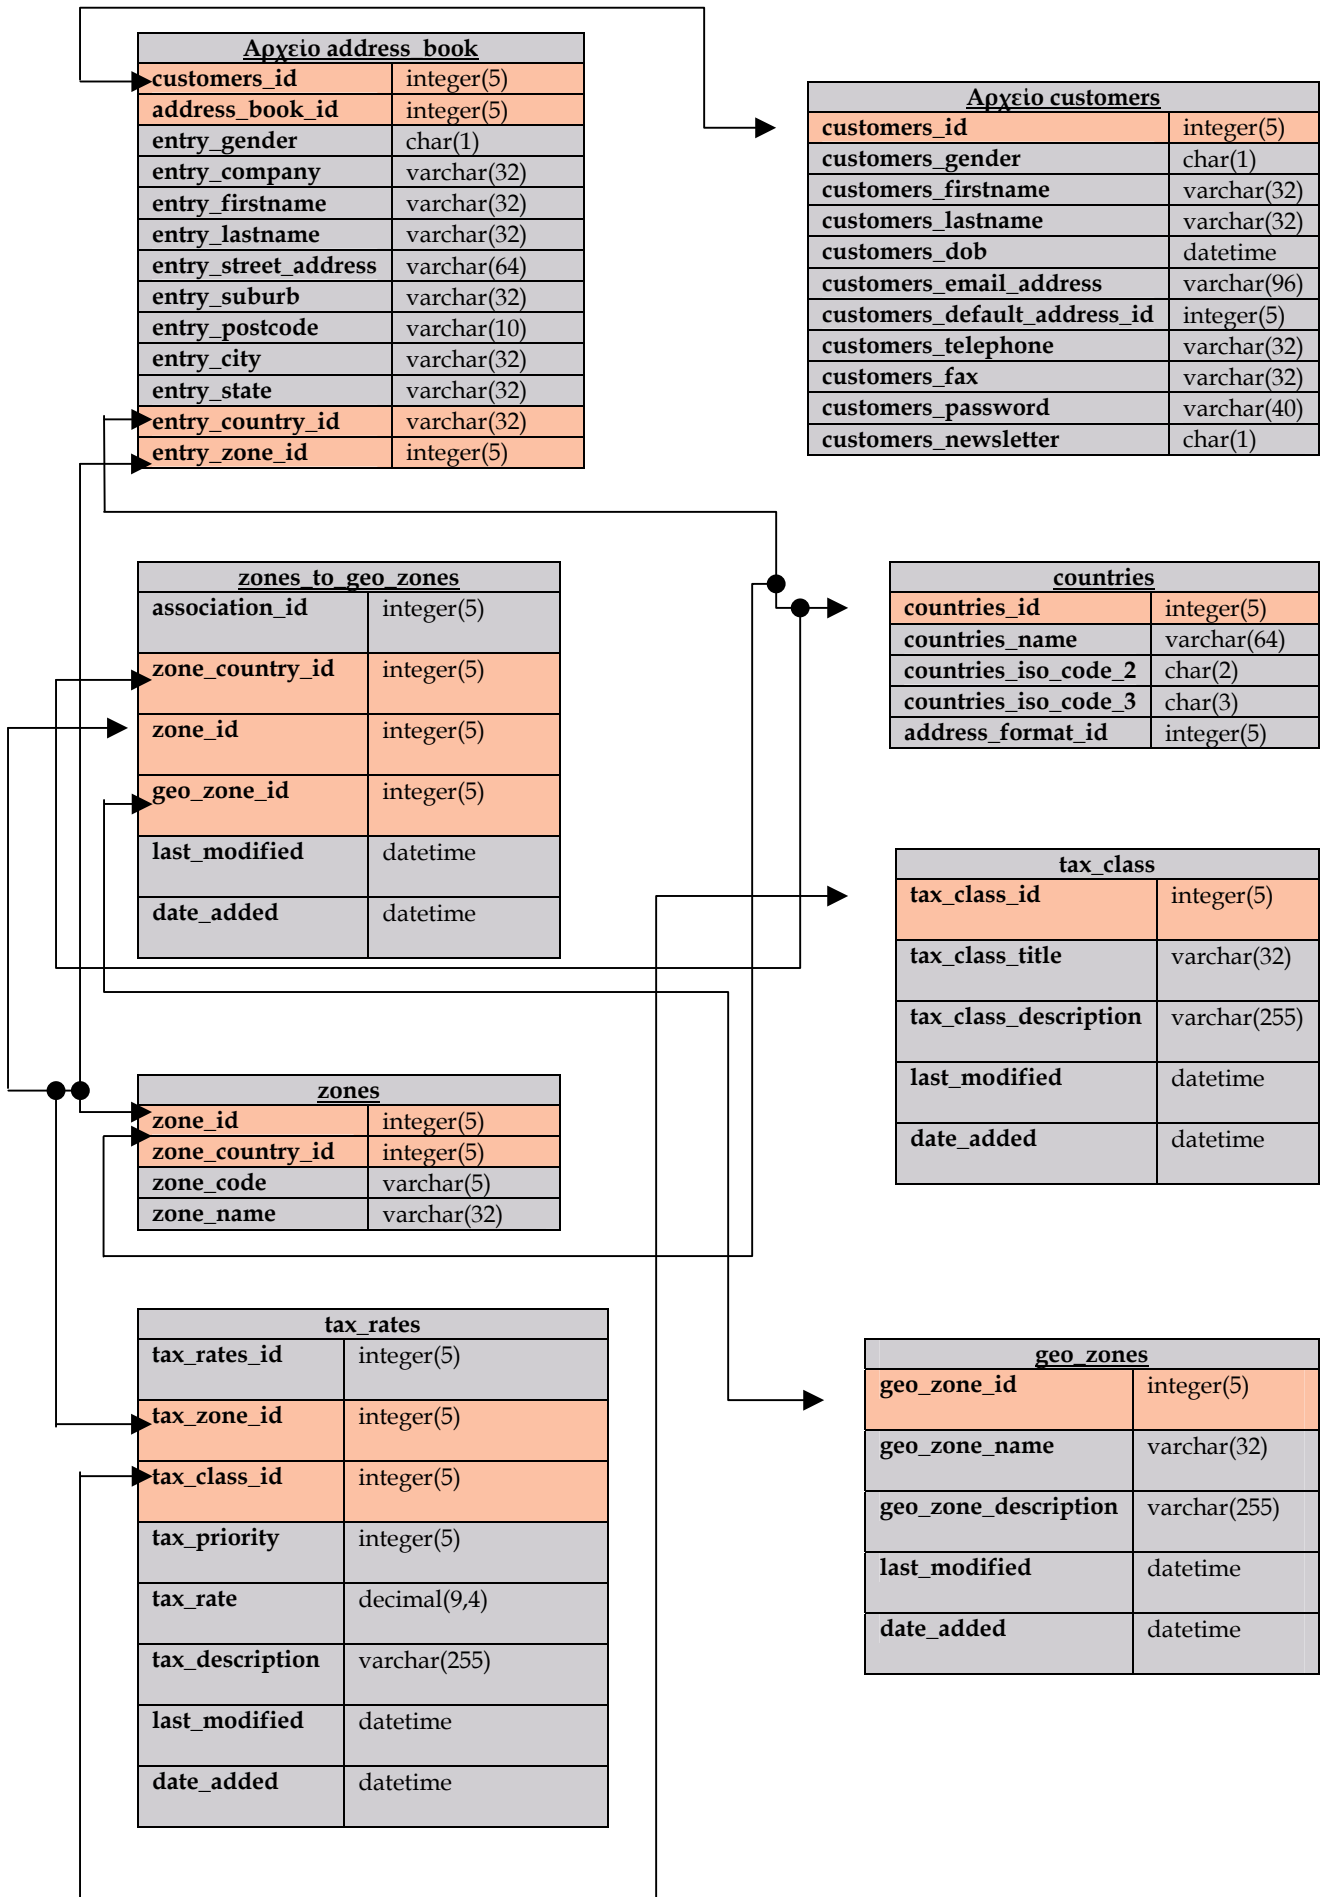 Αρχείο address_book
customers_id integer(5)
address_book_id integer(5)
entry_gender char(1)
entry_company varchar(32)
entry_firstname varchar(32)
entry_lastname varchar(32)
entry_street_address varchar(64)
entry_suburb varchar(32)
entry_postcode varchar(10)
entry_city varchar(32)
entry_state varchar(32)
entry_country_id varchar(32)
entry_zone_id integer(5)
Αρχείο customers
customers_id integer(5)
customers_gender char(1)
customers_firstname varchar(32)
customers_lastname varchar(32)
customers_dob datetime
customers_email_address varchar(96)
customers_default_address_id integer(5)
customers_telephone varchar(32)
customers_fax varchar(32)
customers_password varchar(40)
customers_newsletter char(1)
zones_to_geo_zones
association_id integer(5)
zone_country_id integer(5)
zone_id integer(5)
geo_zone_id integer(5)
last_modified datetime
date_added datetime
countries
countries_id integer(5)
countries_name varchar(64)
countries_iso_code_2 char(2)
countries_iso_code_3 char(3)
address_format_id integer(5)
tax_class
tax_class_id integer(5)
tax_class_title varchar(32)
tax_class_description varchar(255)
last_modified datetime
date_added datetime
zones
zone_id integer(5)
zone_country_id integer(5)
zone_code varchar(5)
zone_name varchar(32)
tax_rates
tax_rates_id integer(5)
tax_zone_id integer(5)
tax_class_id integer(5)
tax_priority integer(5)
tax_rate decimal(9,4)
tax_description varchar(255)
last_modified datetime
date_added datetime
geo_zones
geo_zone_id integer(5)
geo_zone_name varchar(32)
geo_zone_description varchar(255)
last_modified datetime
date_added datetime